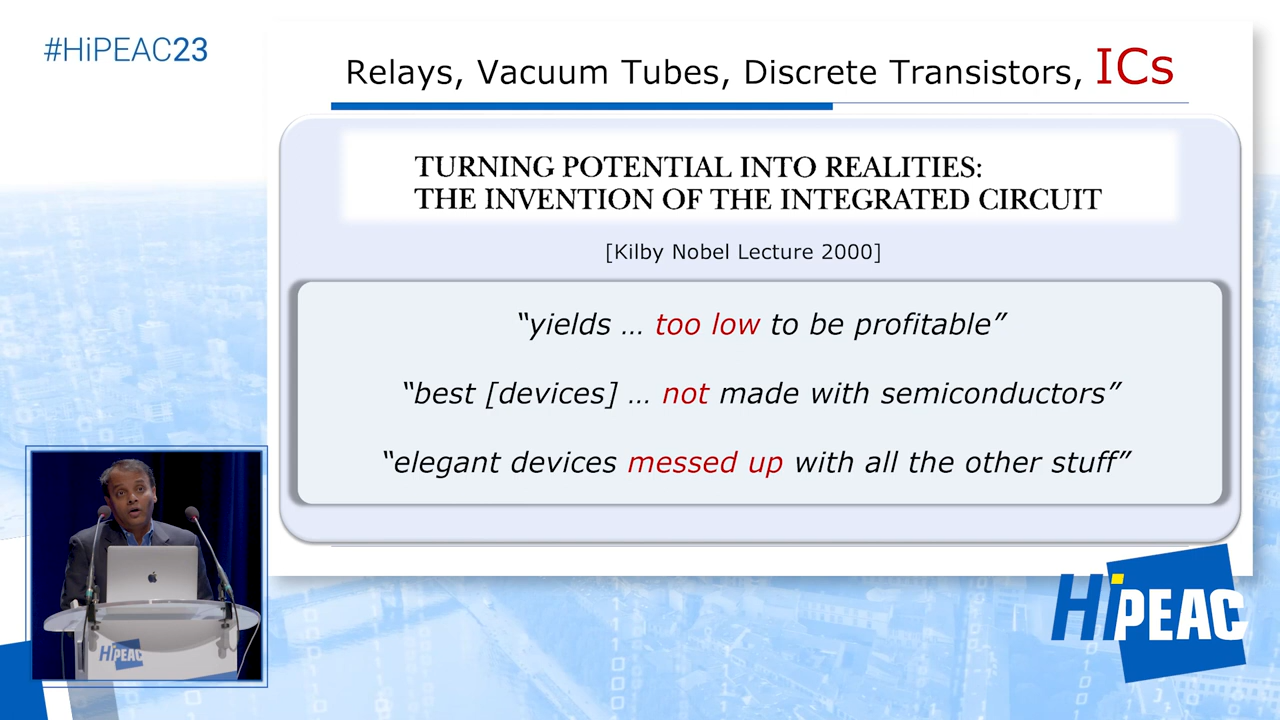 #HiPEAC23
Relays, Vacuum Tubes, Discrete Transistors, ICs
TURNING POTENTIAL INTO REALITIES:
THE INVENTION OF THE INTEGRATED CIRCUIT
[Kilby Nobel Lecture 2000]
“yields … too low to be profitable”
“best [devices] … not made with semiconductors”
“elegant devices messed up with all the other stuff”
HiPEAC
HiPEAC